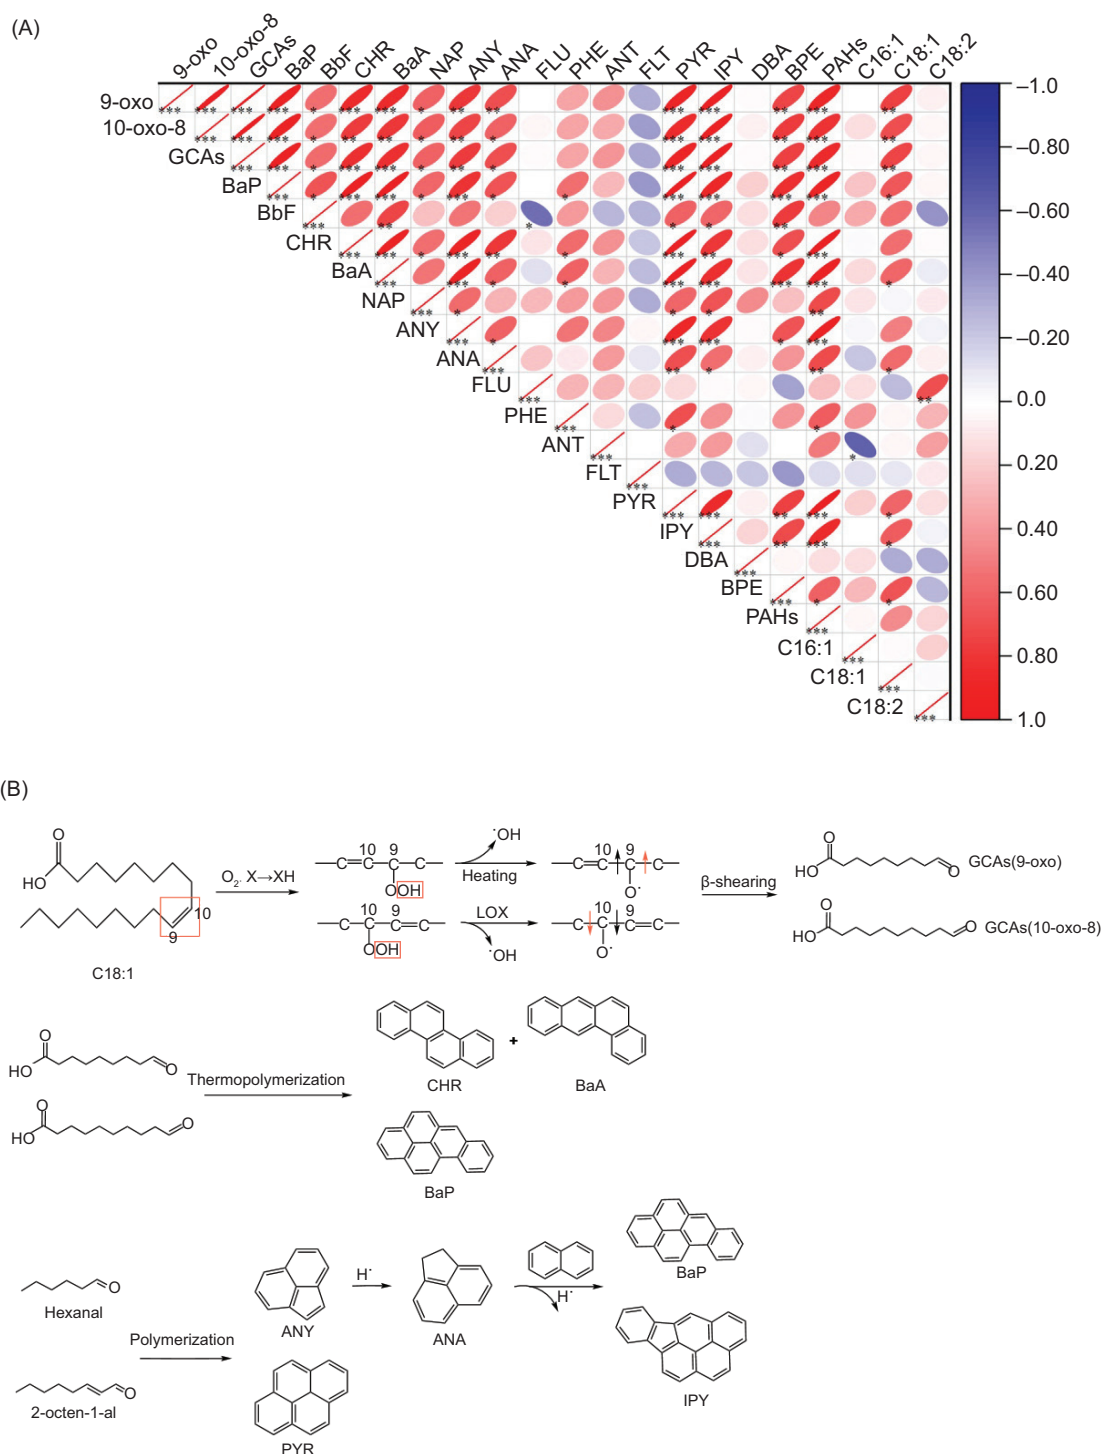 (A)
9-oxo
10-oxo-8
GCAs
BaP
BbF
CHR
BaA
NAP
ANY
ANA
FLU
PHE
ANT
FLT
PYR
IPY
DBA
BPE
PAHs
C16:1
C18:1
C18:2
9-oxo
10-oxo-8
GCAs
BaP
BbF
CHR
BaA
NAP
ANY
ANA
FLU
PHE
ANT
FLT
PYR
IPY
DBA
BPE
PAHs
C16:1
C18:1
C18:2
−1.0
−0.80
−0.60
−0.40
−0.20
0.0
0.20
0.40
0.60
0.80
1.0
(B)
O
HO
10
9
C18:1
O₂. X→XH
10 9
—C=C—C—C—
OOH
˙OH
Heating
10 9
—C=C—C—C—
O·
10 9
—C—C=C—
OOH
LOX
˙OH
10 9
—C—C=C—
O·
β-shearing
O
HO
O
GCAs(9-oxo)
O
HO
O
GCAs(10-oxo-8)
O
HO
O
O
HO
O
Thermopolymerization
CHR
+
BaA
BaP
O
Hexanal
O
2-octen-1-al
Polymerization
ANY
PYR
H·
ANA
H·
BaP
IPY